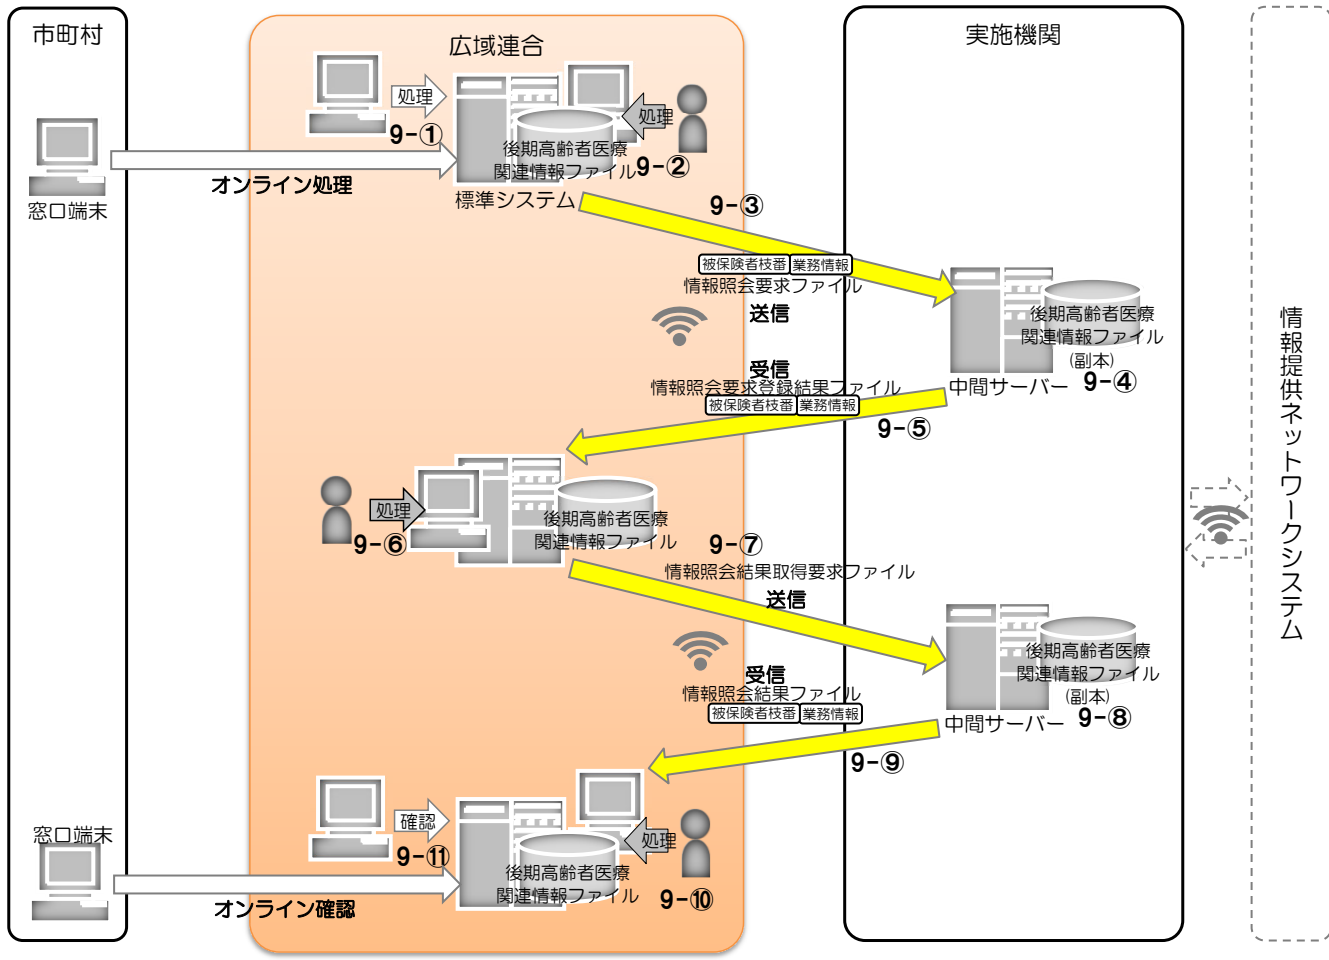 市町村
広域連合
実施機関
処理
9-①
処理
9-②
後期高齢者医療
関連情報ファイル
標準システム
窓口端末
オンライン処理
9-③
被保険者枝番
業務情報
情報照会要求ファイル
送信
後期高齢者医療
関連情報ファイル
(副本)
中間サーバー
9-④
受信
情報照会要求登録結果ファイル
被保険者枝番
業務情報
9-⑤
情報提供ネットワークシステム
処理
9-⑥
後期高齢者医療
関連情報ファイル
9-⑦
情報照会結果取得要求ファイル
送信
後期高齢者医療
関連情報ファイル
(副本)
中間サーバー
9-⑧
受信
情報照会結果ファイル
被保険者枝番
業務情報
9-⑨
確認
9-⑪
処理
9-⑩
後期高齢者医療
関連情報ファイル
窓口端末
オンライン確認